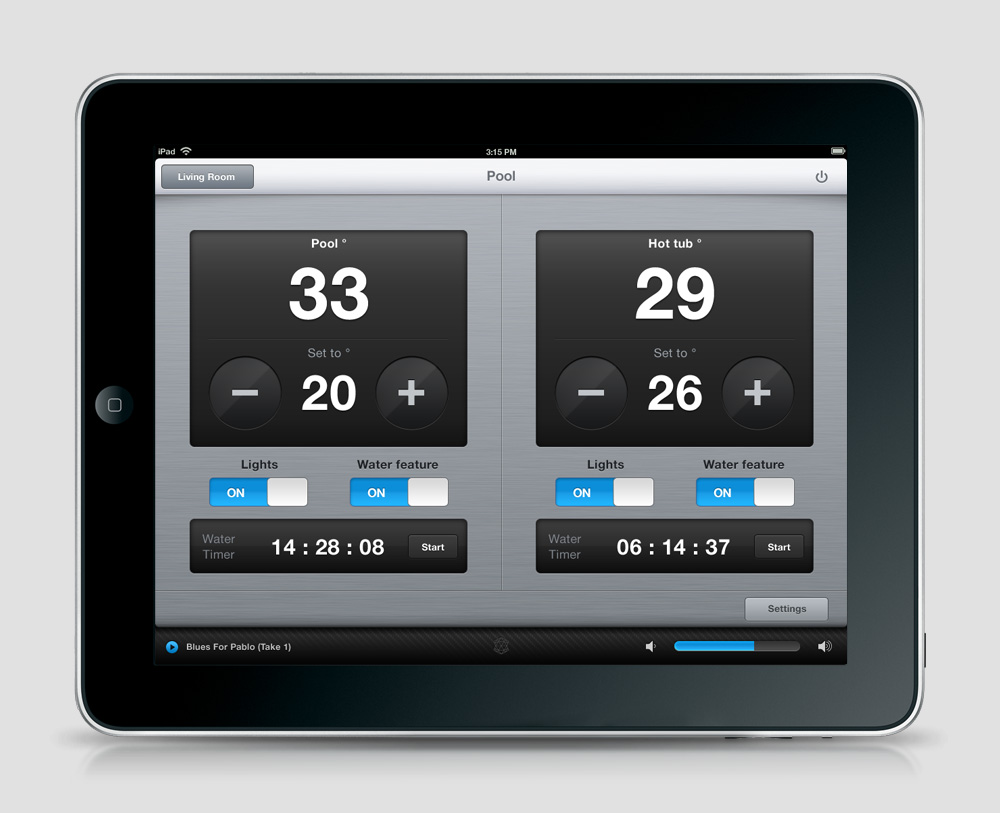 iPad 3:15 PM
Living Room Pool
Pool °
33
Set to °
20
Lights Water feature
ON ON
Water Timer 14 : 28 : 08 Start
Hot tub °
29
Set to °
26
Lights Water feature
ON ON
Water Timer 06 : 14 : 37 Start
Settings
Blues For Pablo (Take 1)